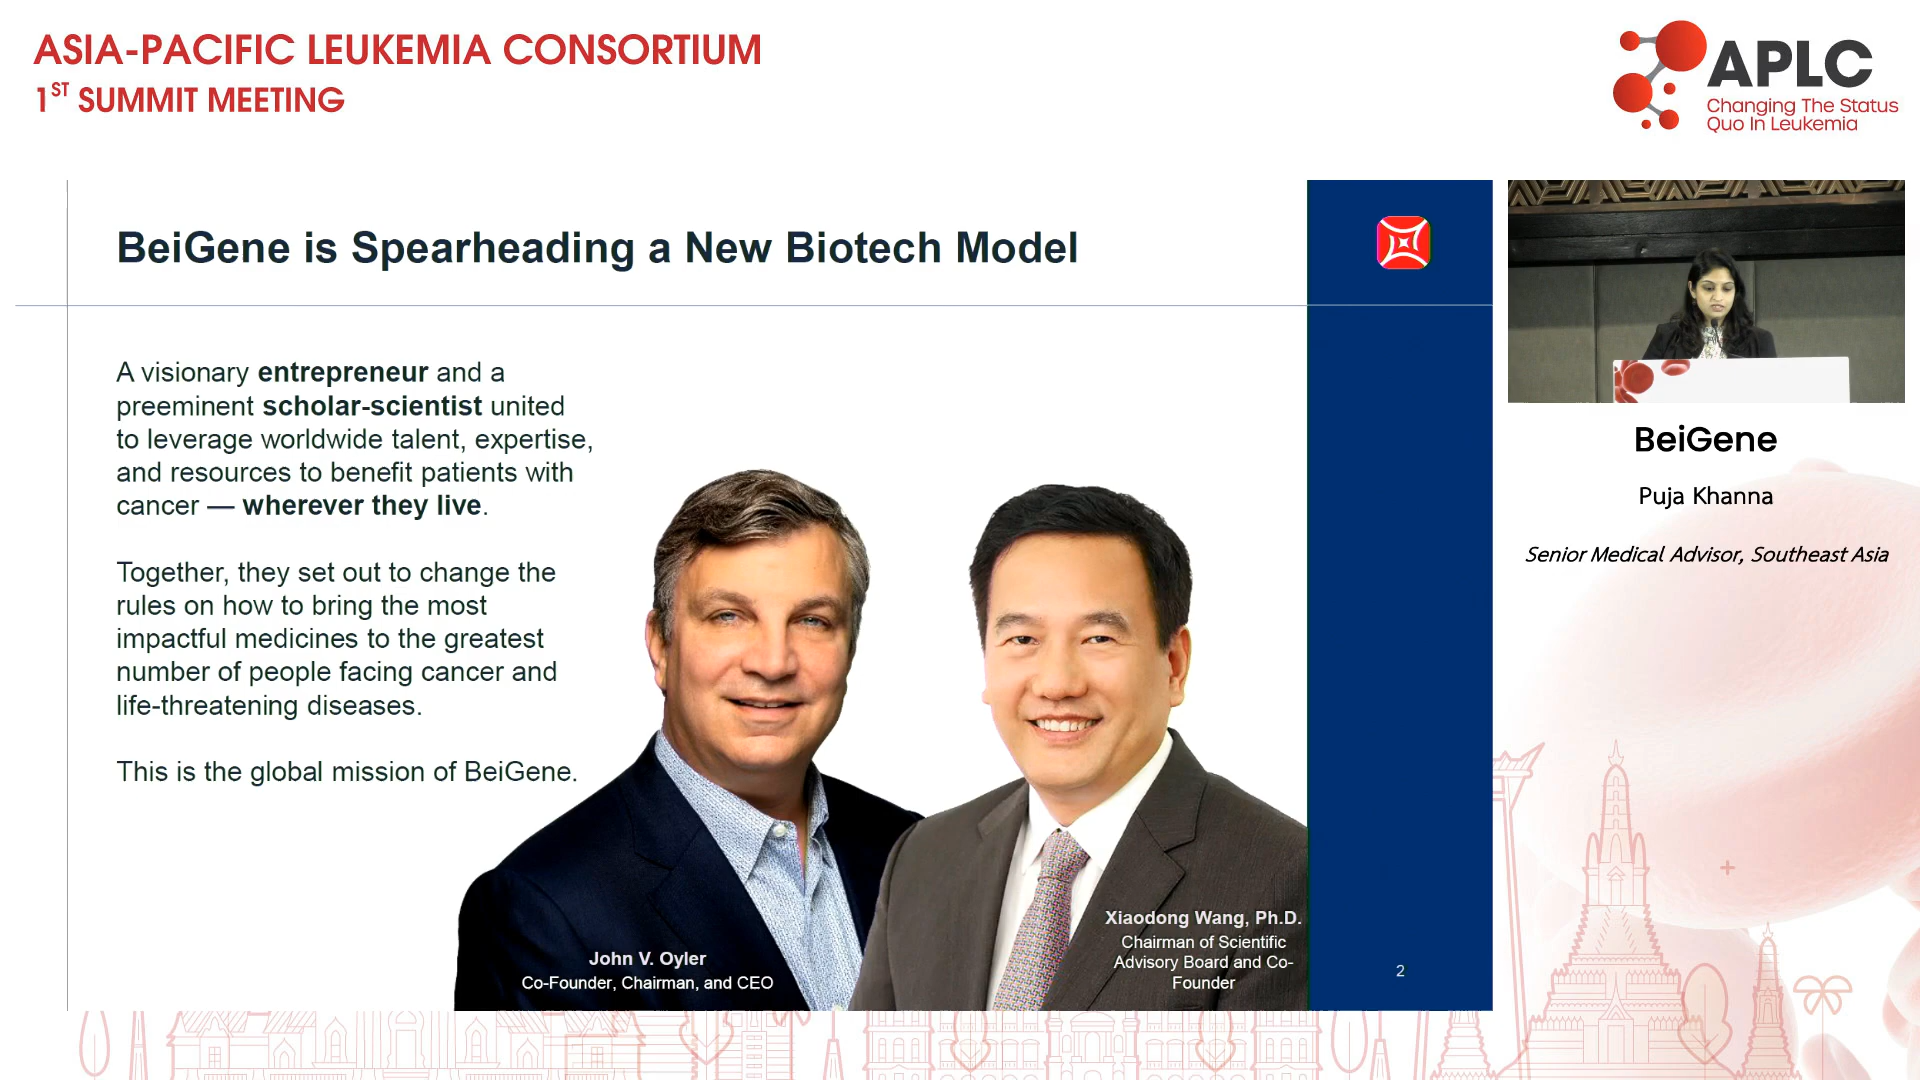 ASIA-PACIFIC LEUKEMIA CONSORTIUM
1ST SUMMIT MEETING
APLC
Changing The Status
Quo In Leukemia
BeiGene is Spearheading a New Biotech Model
A visionary entrepreneur and a
preeminent scholar-scientist united
to leverage worldwide talent, expertise,
and resources to benefit patients with
cancer — wherever they live.
Together, they set out to change the
rules on how to bring the most
impactful medicines to the greatest
number of people facing cancer and
life-threatening diseases.
This is the global mission of BeiGene.
John V. Oyler
Co-Founder, Chairman, and CEO
Xiaodong Wang, Ph.D.
Chairman of Scientific
Advisory Board and Co-
Founder
2
BeiGene
Puja Khanna
Senior Medical Advisor, Southeast Asia